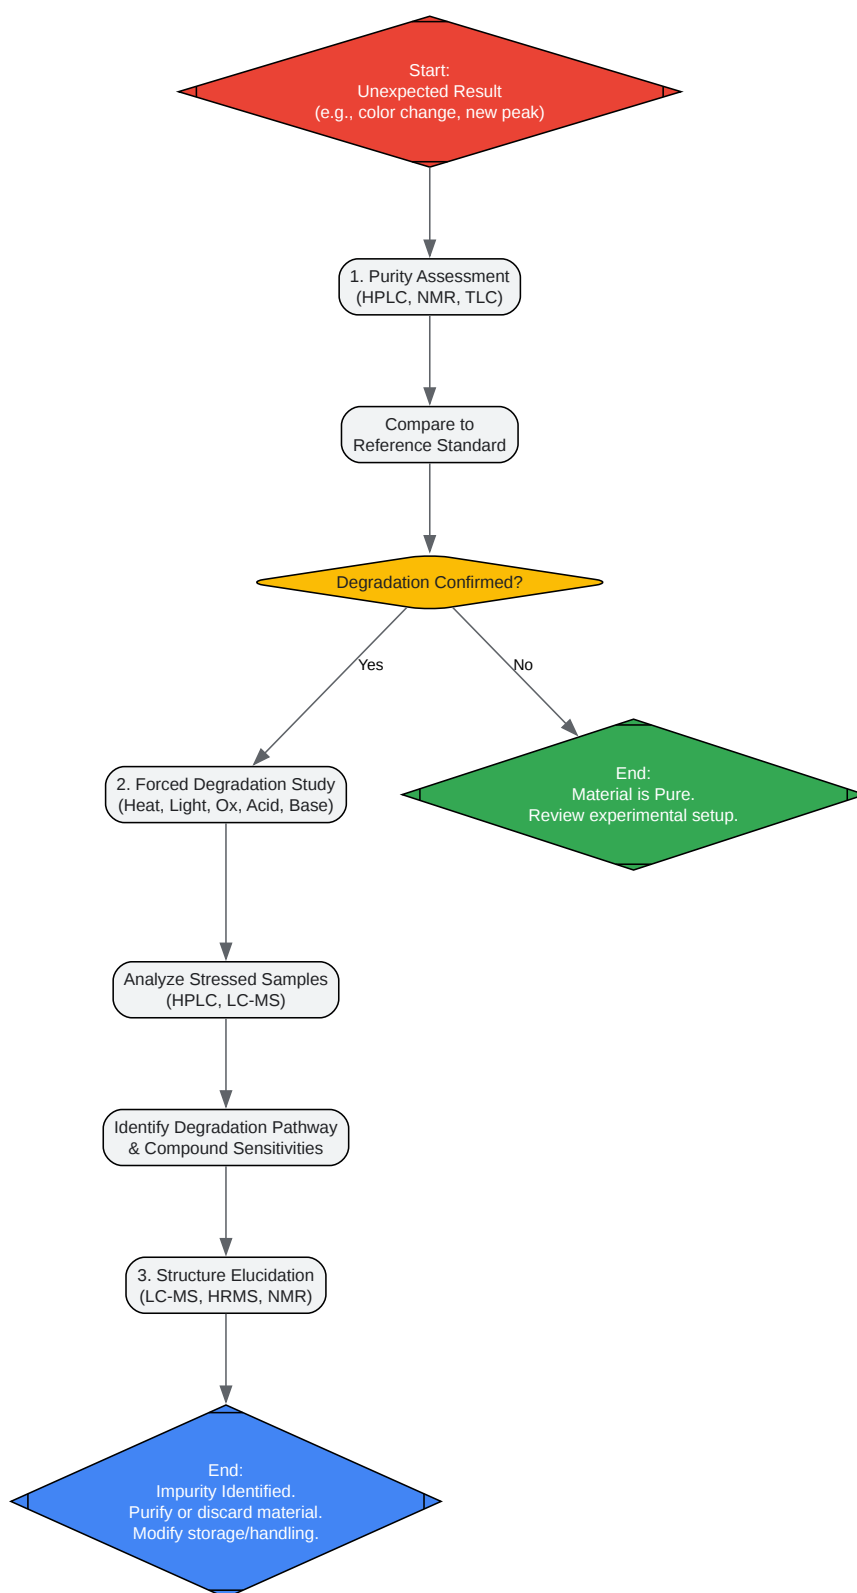 Start:
Unexpected Result
(e.g., color change, new peak)
1. Purity Assessment
(HPLC, NMR, TLC)
Compare to
Reference Standard
Degradation Confirmed?
Yes
No
2. Forced Degradation Study
(Heat, Light, Ox, Acid, Base)
End:
Material is Pure.
Review experimental setup.
Analyze Stressed Samples
(HPLC, LC-MS)
Identify Degradation Pathway
& Compound Sensitivities
3. Structure Elucidation
(LC-MS, HRMS, NMR)
End:
Impurity Identified.
Purify or discard material.
Modify storage/handling.